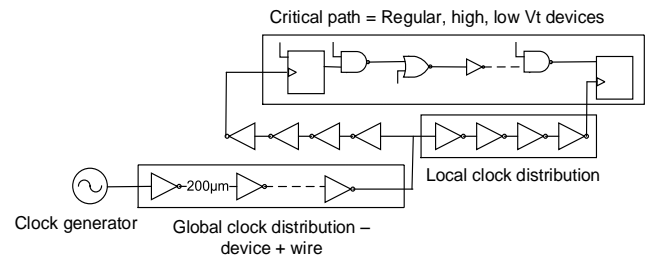 Critical path = Regular, high, low Vt devices
Local clock distribution
200µm
Clock generator
Global clock distribution –
device + wire